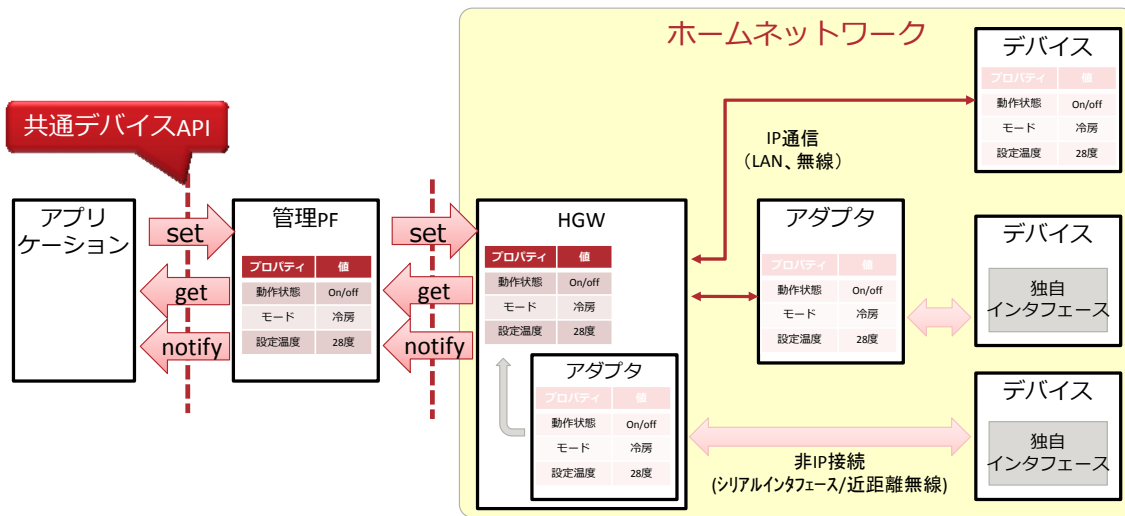 ホームネットワーク
共通デバイスAPI
アプリ
ケーション
set
get
notify
管理PF
プロパティ 値
動作状態 On/off
モード 冷房
設定温度 28度
set
get
notify
HGW
プロパティ 値
動作状態 On/off
モード 冷房
設定温度 28度
アダプタ
プロパティ 値
動作状態 On/off
モード 冷房
設定温度 28度
IP通信
（LAN、無線）
アダプタ
プロパティ 値
動作状態 On/off
モード 冷房
設定温度 28度
非IP接続
(シリアルインタフェース/近距離無線)
デバイス
プロパティ 値
動作状態 On/off
モード 冷房
設定温度 28度
デバイス
独自
インタフェース
デバイス
独自
インタフェース